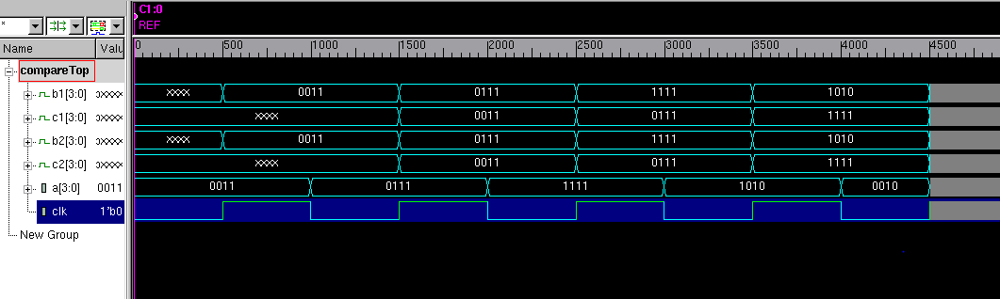 C1:0
* REF
Name Valu 0 500 1000 1500 2000 2500 3000 3500 4000 4500
compareTop
b1[3:0] xxxx xxxx 0011 0111 1111 1010
c1[3:0] xxxx xxxx 0011 0111 1111
b2[3:0] xxxx xxxx 0011 0111 1111 1010
c2[3:0] xxxx xxxx 0011 0111 1111
a[3:0] 0011 0011 0111 1111 1010 0010
clk 1'b0
New Group